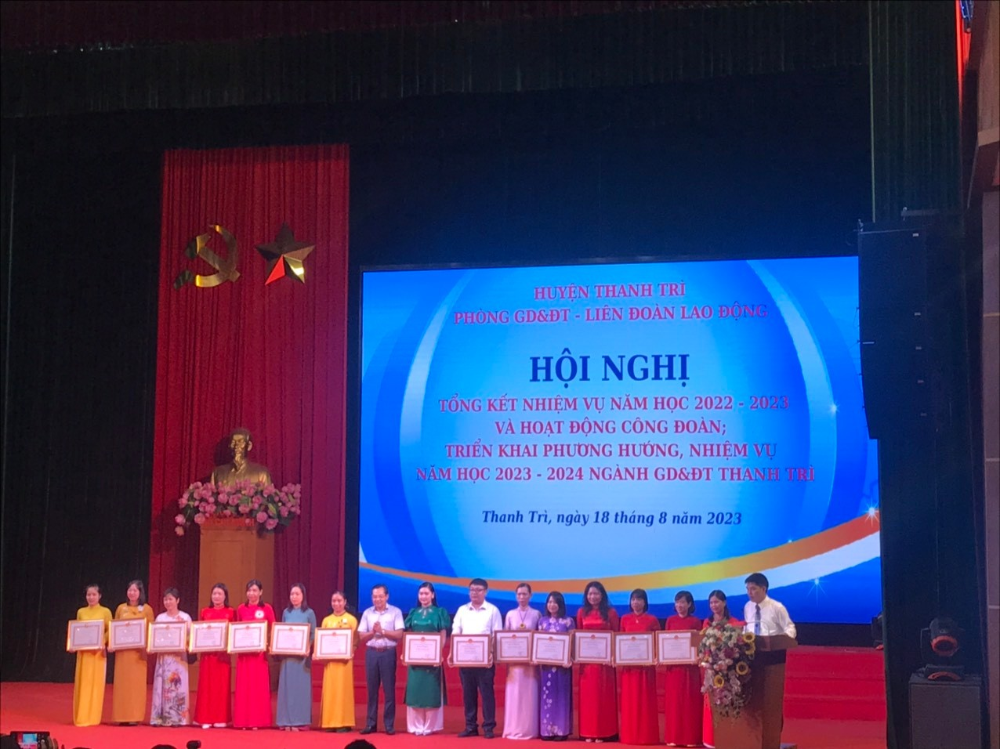 HUYỆN THANH TRÌ
PHÒNG GD&ĐT - LIÊN ĐOÀN LAO ĐỘNG
HỘI NGHỊ
TỔNG KẾT NHIỆM VỤ NĂM HỌC 2022 - 2023
VÀ HOẠT ĐỘNG CÔNG ĐOÀN;
TRIỂN KHAI PHƯƠNG HƯỚNG, NHIỆM VỤ
NĂM HỌC 2023 - 2024 NGÀNH GD&ĐT THANH TRÌ
Thanh Trì, ngày 18 tháng 8 năm 2023